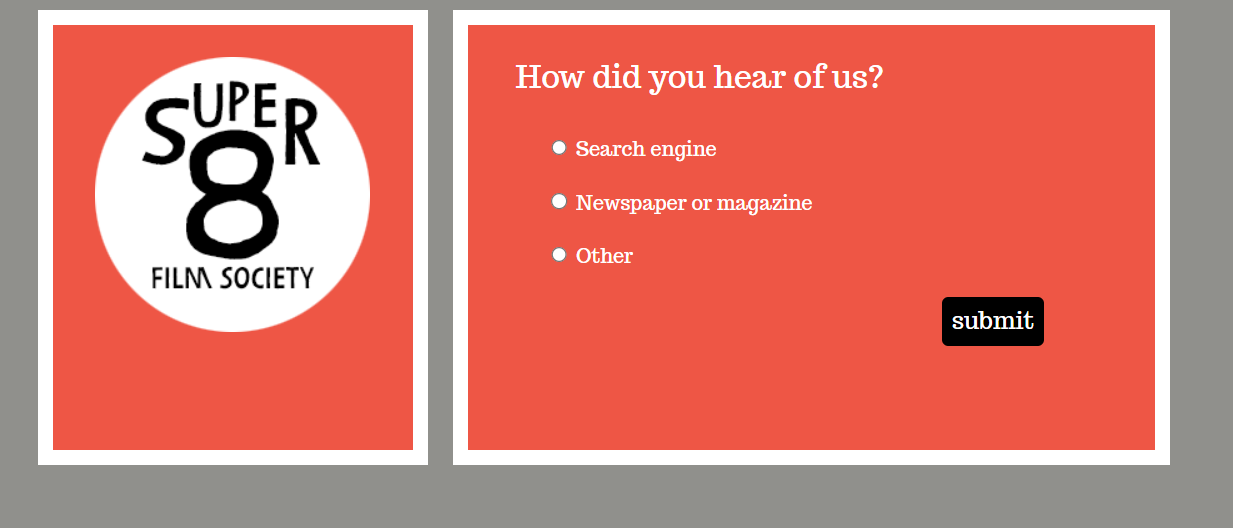 SUPER
8
FILM SOCIETY
How did you hear of us?
Search engine
Newspaper or magazine
Other
submit